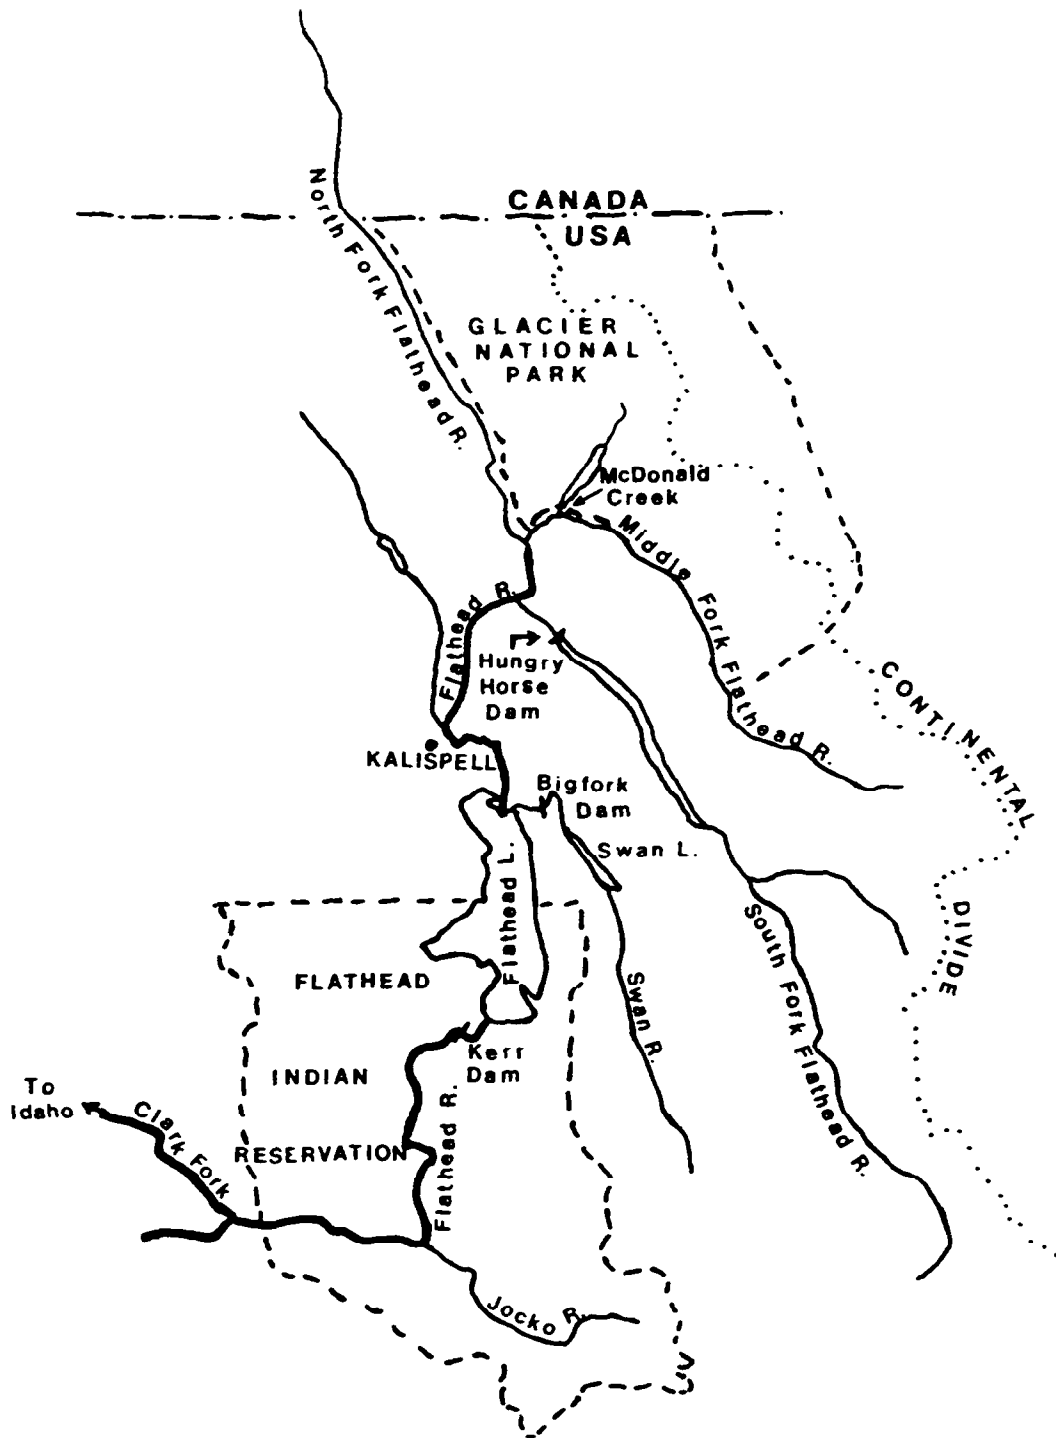 CANADA
USA
North Fork Flathead R.
GLACIER
NATIONAL
PARK
McDonald
Creek
Middle Fork Flathead R.
Flathead R.
Hungry
Horse
Dam
CONTINENTAL
DIVIDE
KALISPELL
Bigfork
Dam
Swan L.
Flathead L.
South Fork Flathead R.
Swan R.
FLATHEAD
INDIAN
RESERVATION
Kerr
Dam
Flathead R.
To
Idaho
Clark Fork
Jocko R.